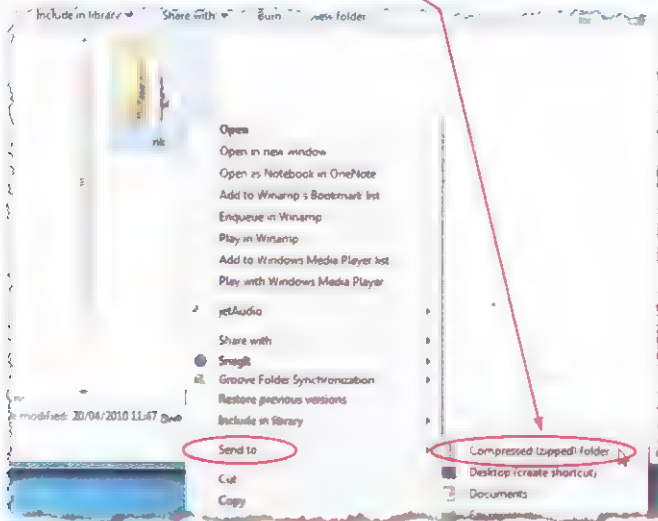 Include in library Share with Burn New folder
nk
Open
Open in new window
Open as Notebook in OneNote
Add to Winamp's Bookmark list
Enqueue in Winamp
Play in Winamp
Add to Windows Media Player list
Play with Windows Media Player
jetAudio
Share with
SnagIt
Groove Folder Synchronization
Restore previous versions
Include in library
e modified: 20/04/2010 11:47
Send to
Compressed (zipped) folder
Desktop (create shortcut)
Cut
Documents
Copy